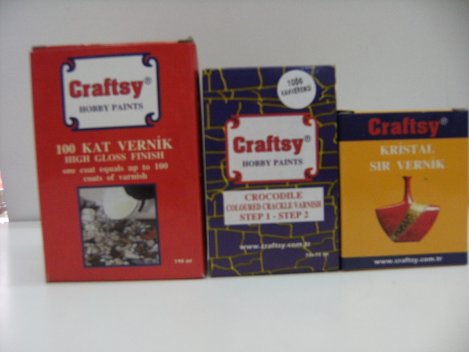 Craftsy®
HOBBY PAINTS
100 KAT VERNİK
HIGH GLOSS FINISH
one coat equals up to 100
coats of varnish
Craftsy®
HOBBY PAINTS
CROCODILE
COLOURED CRACKLE VARNISH
STEP 1 - STEP 2
www.craftsy.com.tr
Craftsy®
KRİSTAL
SIR VERNİK
www.craftsy.com.tr